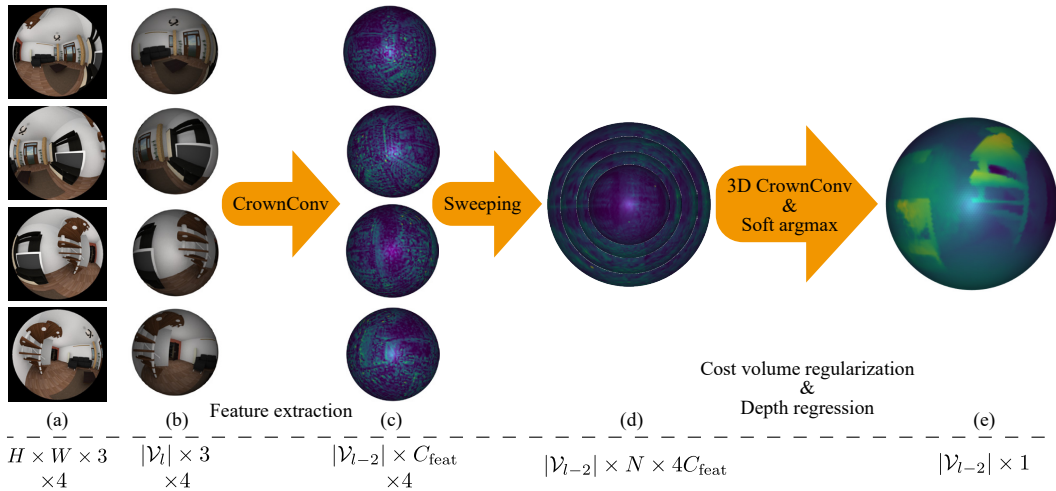 CrownConv
Sweeping
3D CrownConv
&
Soft argmax
Cost volume regularization
&
Depth regression
Feature extraction
(a)
(b)
(c)
(d)
(e)
H × W × 3
×4
|𝒱_l| × 3
×4
|𝒱_{l−2}| × C_feat
×4
|𝒱_{l−2}| × N × 4C_feat
|𝒱_{l−2}| × 1